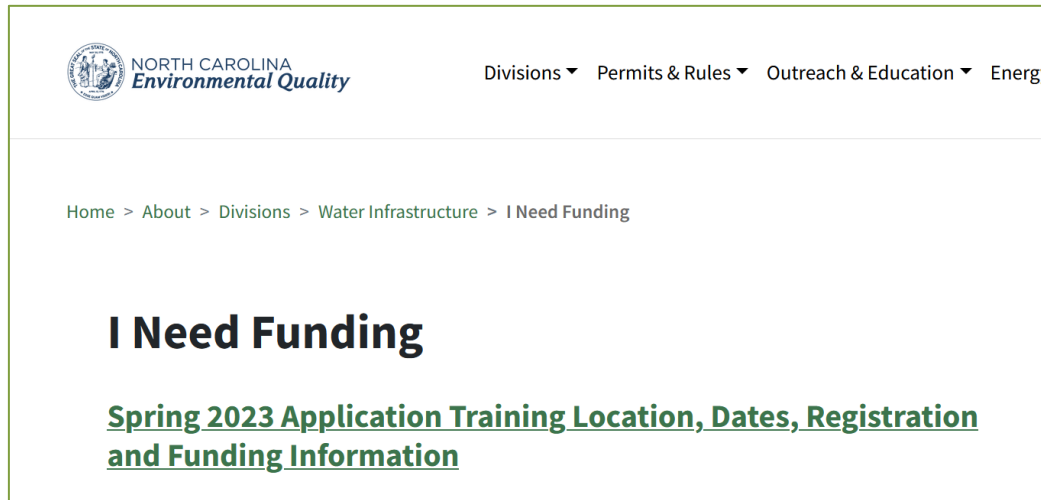 NORTH CAROLINA
Environmental Quality
Divisions Permits & Rules Outreach & Education Energ
Home > About > Divisions > Water Infrastructure > I Need Funding
I Need Funding
Spring 2023 Application Training Location, Dates, Registration
and Funding Information